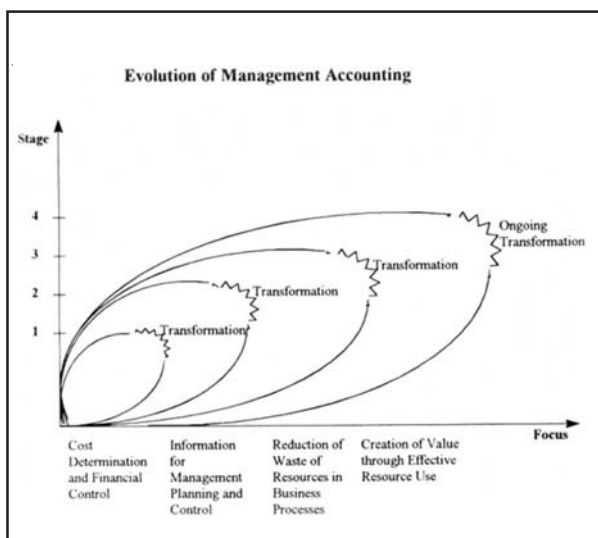 Evolution of Management Accounting
Stage
4
3
2
1
Ongoing
Transformation
Transformation
Transformation
Transformation
Focus
Cost
Determination
and Financial
Control
Information
for
Management
Planning and
Control
Reduction of
Waste of
Resources in
Business
Processes
Creation of Value
through Effective
Resource Use